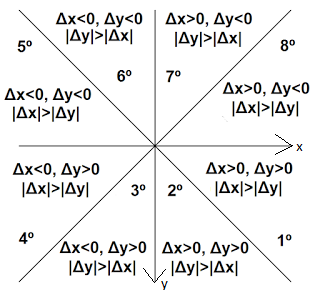 Δx<0, Δy<0
|Δy|>|Δx|
Δx>0, Δy<0
|Δy|>|Δx|
5º
8º
6º
7º
Δx<0, Δy<0
|Δx|>|Δy|
Δx>0, Δy<0
|Δx|>|Δy|
x
Δx<0, Δy>0
|Δx|>|Δy|
Δx>0, Δy>0
|Δx|>|Δy|
3º
2º
4º
1º
Δx<0, Δy>0
|Δy|>|Δx|
Δx>0, Δy>0
|Δy|>|Δx|
y